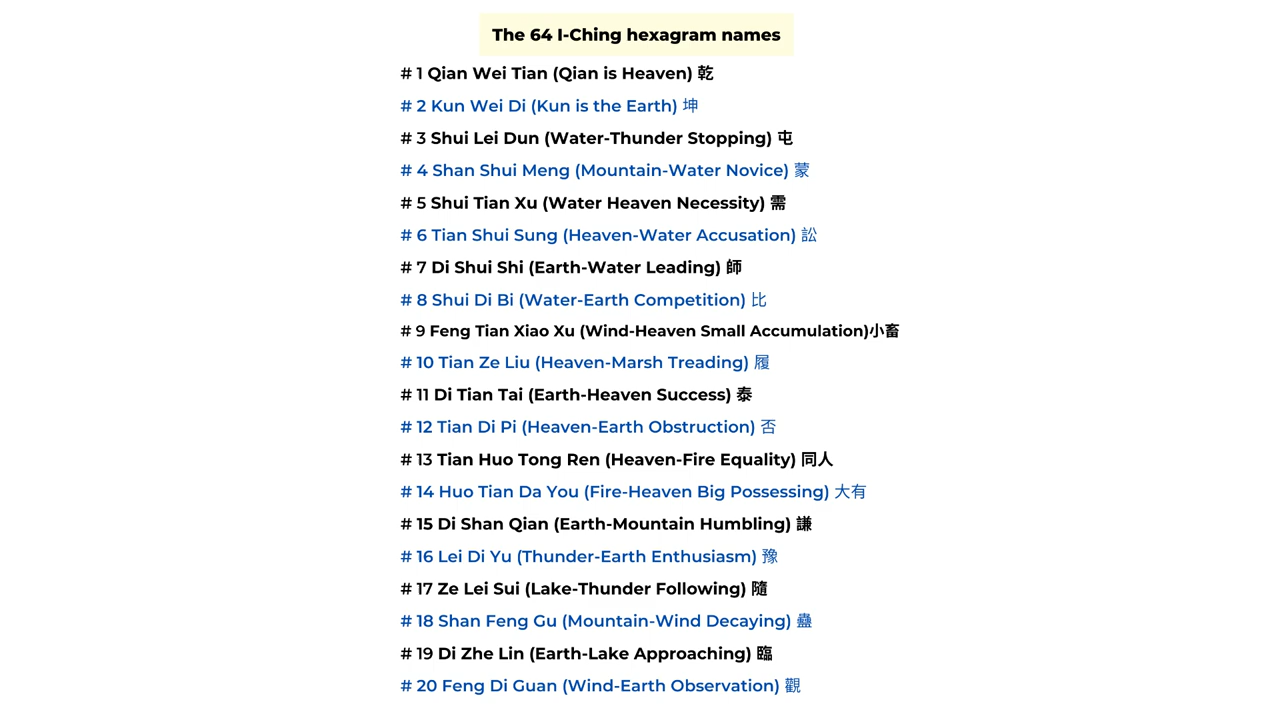 The 64 I-Ching hexagram names
# 1 Qian Wei Tian (Qian is Heaven) 乾
# 2 Kun Wei Di (Kun is the Earth) 坤
# 3 Shui Lei Dun (Water-Thunder Stopping) 屯
# 4 Shan Shui Meng (Mountain-Water Novice) 蒙
# 5 Shui Tian Xu (Water Heaven Necessity) 需
# 6 Tian Shui Sung (Heaven-Water Accusation) 訟
# 7 Di Shui Shi (Earth-Water Leading) 師
# 8 Shui Di Bi (Water-Earth Competition) 比
# 9 Feng Tian Xiao Xu (Wind-Heaven Small Accumulation)小畜
# 10 Tian Ze Liu (Heaven-Marsh Treading) 履
# 11 Di Tian Tai (Earth-Heaven Success) 泰
# 12 Tian Di Pi (Heaven-Earth Obstruction) 否
# 13 Tian Huo Tong Ren (Heaven-Fire Equality) 同人
# 14 Huo Tian Da You (Fire-Heaven Big Possessing) 大有
# 15 Di Shan Qian (Earth-Mountain Humbling) 謙
# 16 Lei Di Yu (Thunder-Earth Enthusiasm) 豫
# 17 Ze Lei Sui (Lake-Thunder Following) 隨
# 18 Shan Feng Gu (Mountain-Wind Decaying) 蠱
# 19 Di Zhe Lin (Earth-Lake Approaching) 臨
# 20 Feng Di Guan (Wind-Earth Observation) 觀